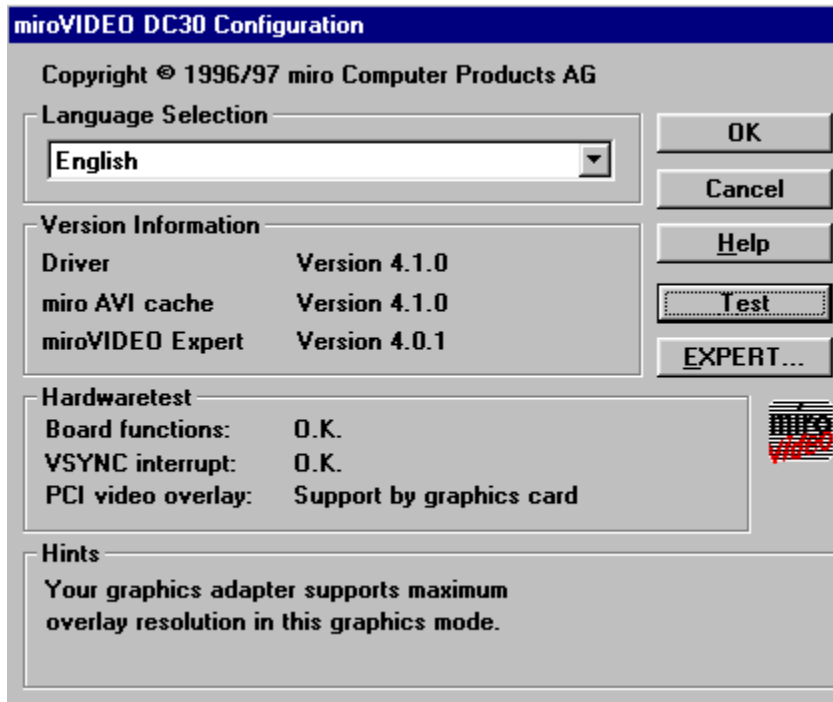 miroVIDEO DC30 Configuration
Copyright © 1996/97 miro Computer Products AG
Language Selection
English
OK
Cancel
Help
Test
EXPERT...
Version Information
Driver Version 4.1.0
miro AVI cache Version 4.1.0
miroVIDEO Expert Version 4.0.1
Hardwaretest
Board functions: O.K.
VSYNC interrupt: O.K.
PCI video overlay: Support by graphics card
miro
VIDEO
Hints
Your graphics adapter supports maximum
overlay resolution in this graphics mode.